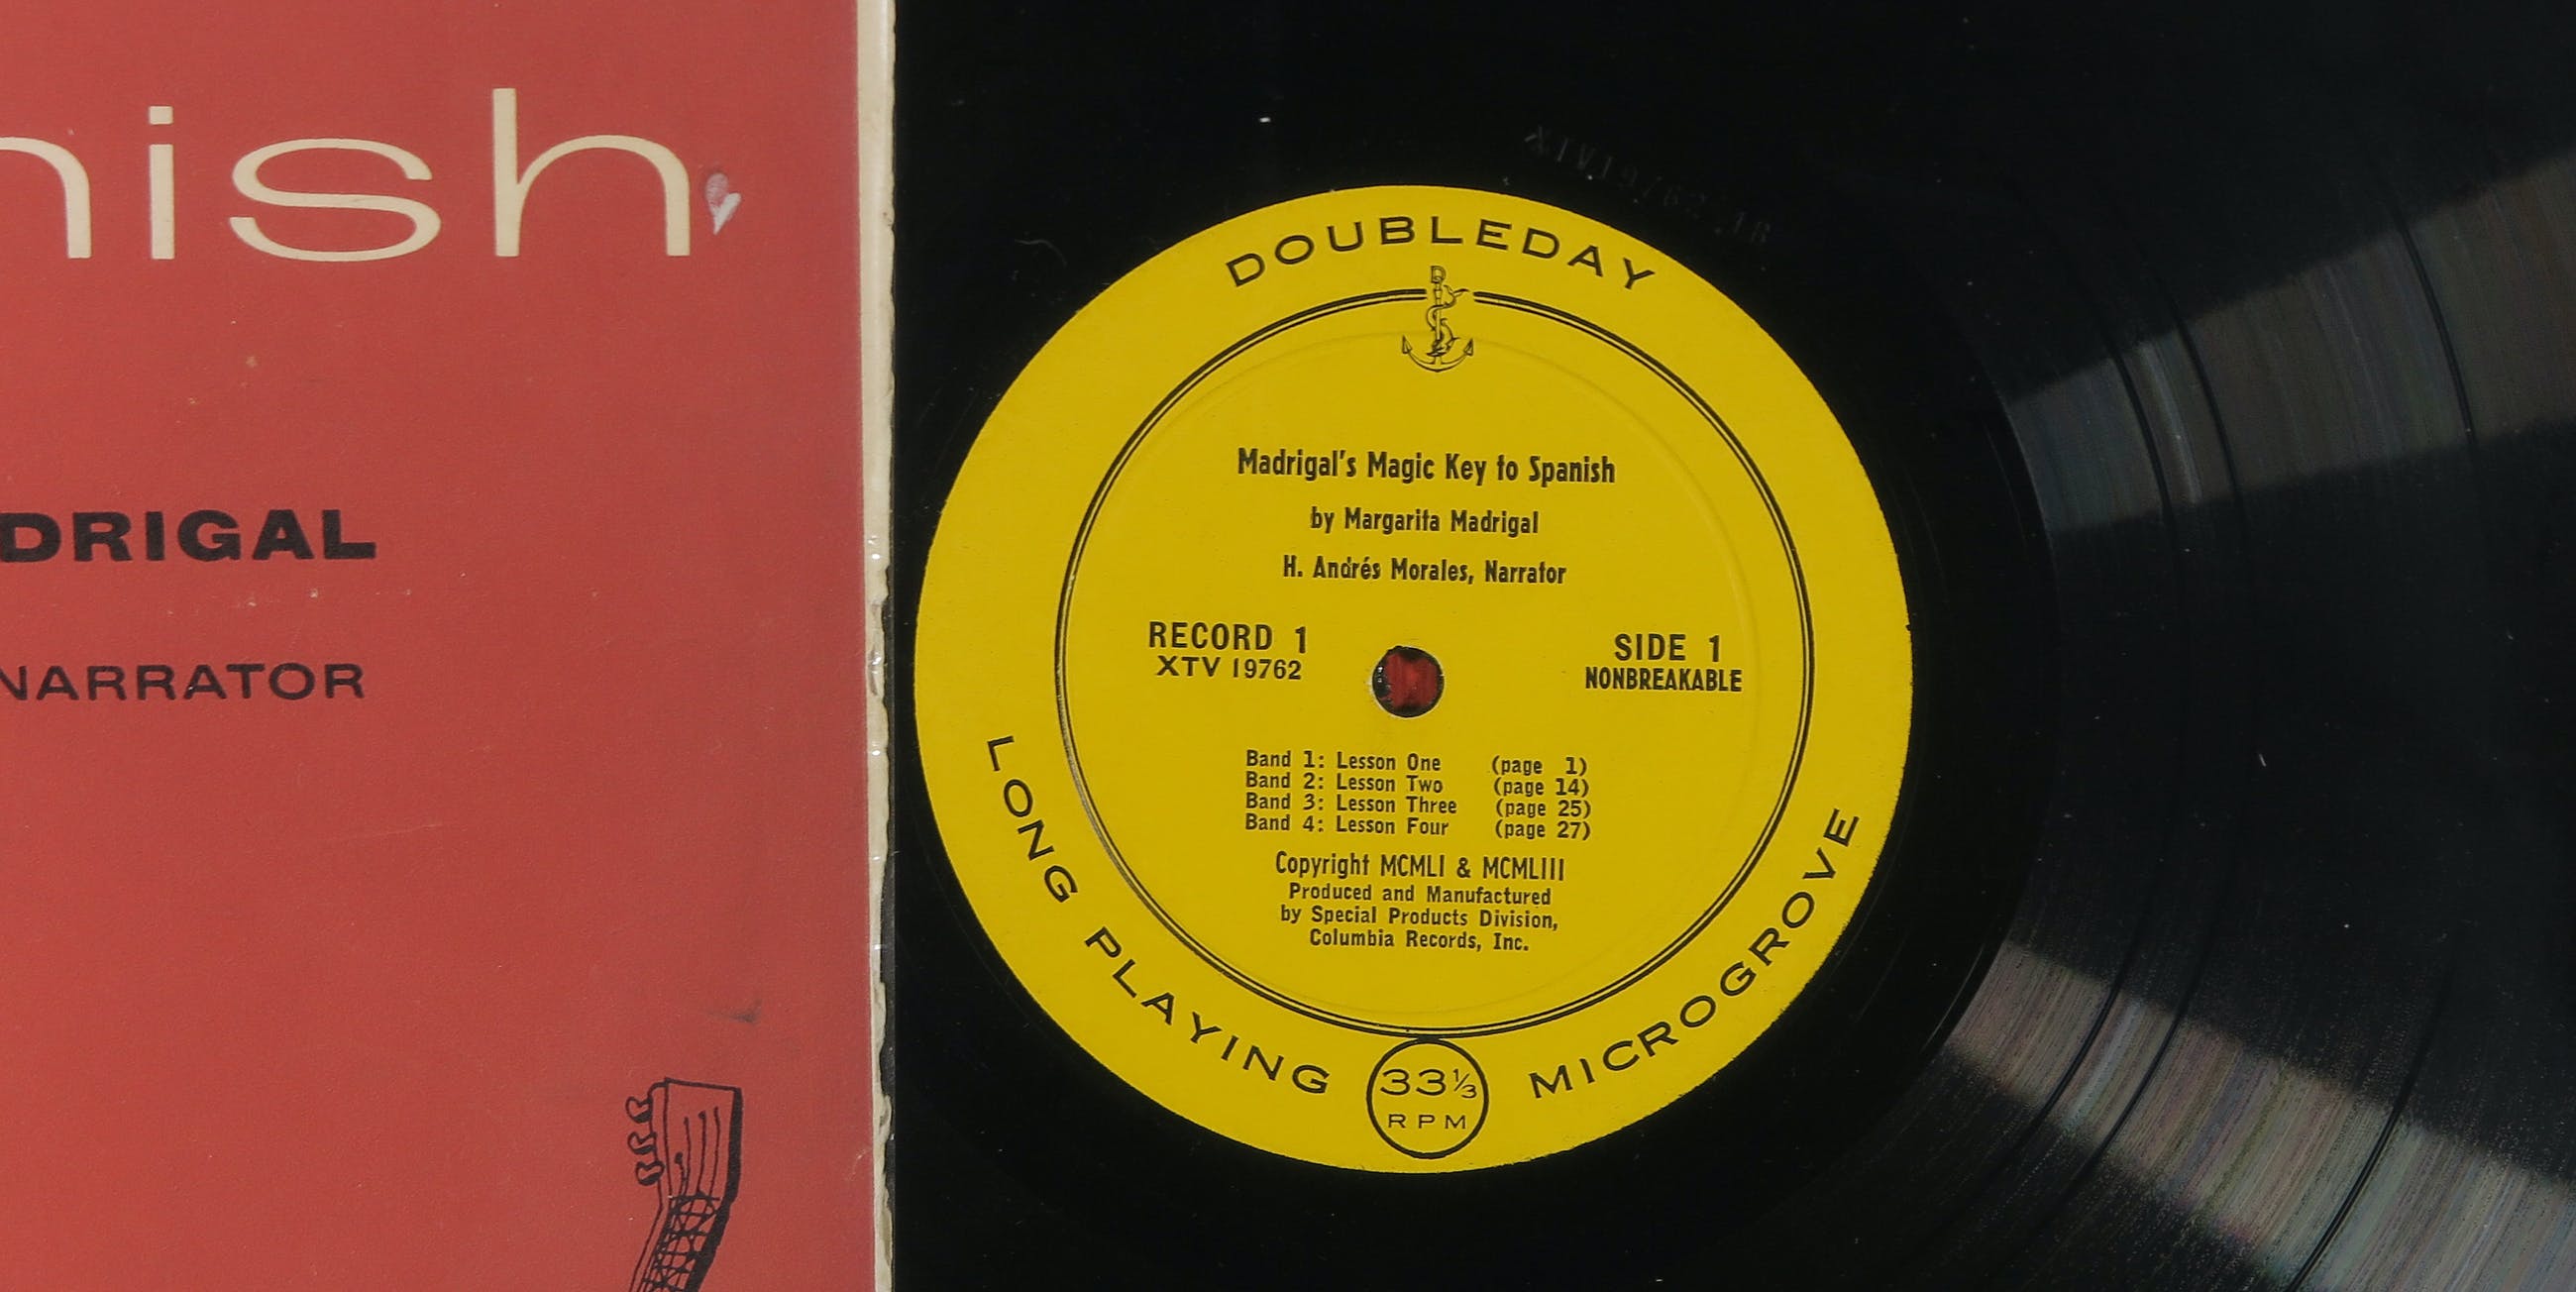 nish
DRIGAL
NARRATOR
DOUBLEDAY
Madrigal's Magic Key to Spanish
by Margarita Madrigal
H. Andrés Morales, Narrator
RECORD 1
XTV 19762
SIDE 1
NONBREAKABLE
Band 1: Lesson One (page 1)
Band 2: Lesson Two (page 14)
Band 3: Lesson Three (page 25)
Band 4: Lesson Four (page 27)
Copyright MCMLI & MCMLIII
Produced and Manufactured
by Special Products Division,
Columbia Records, Inc.
LONG PLAYING
33⅓
RPM
MICROGROVE